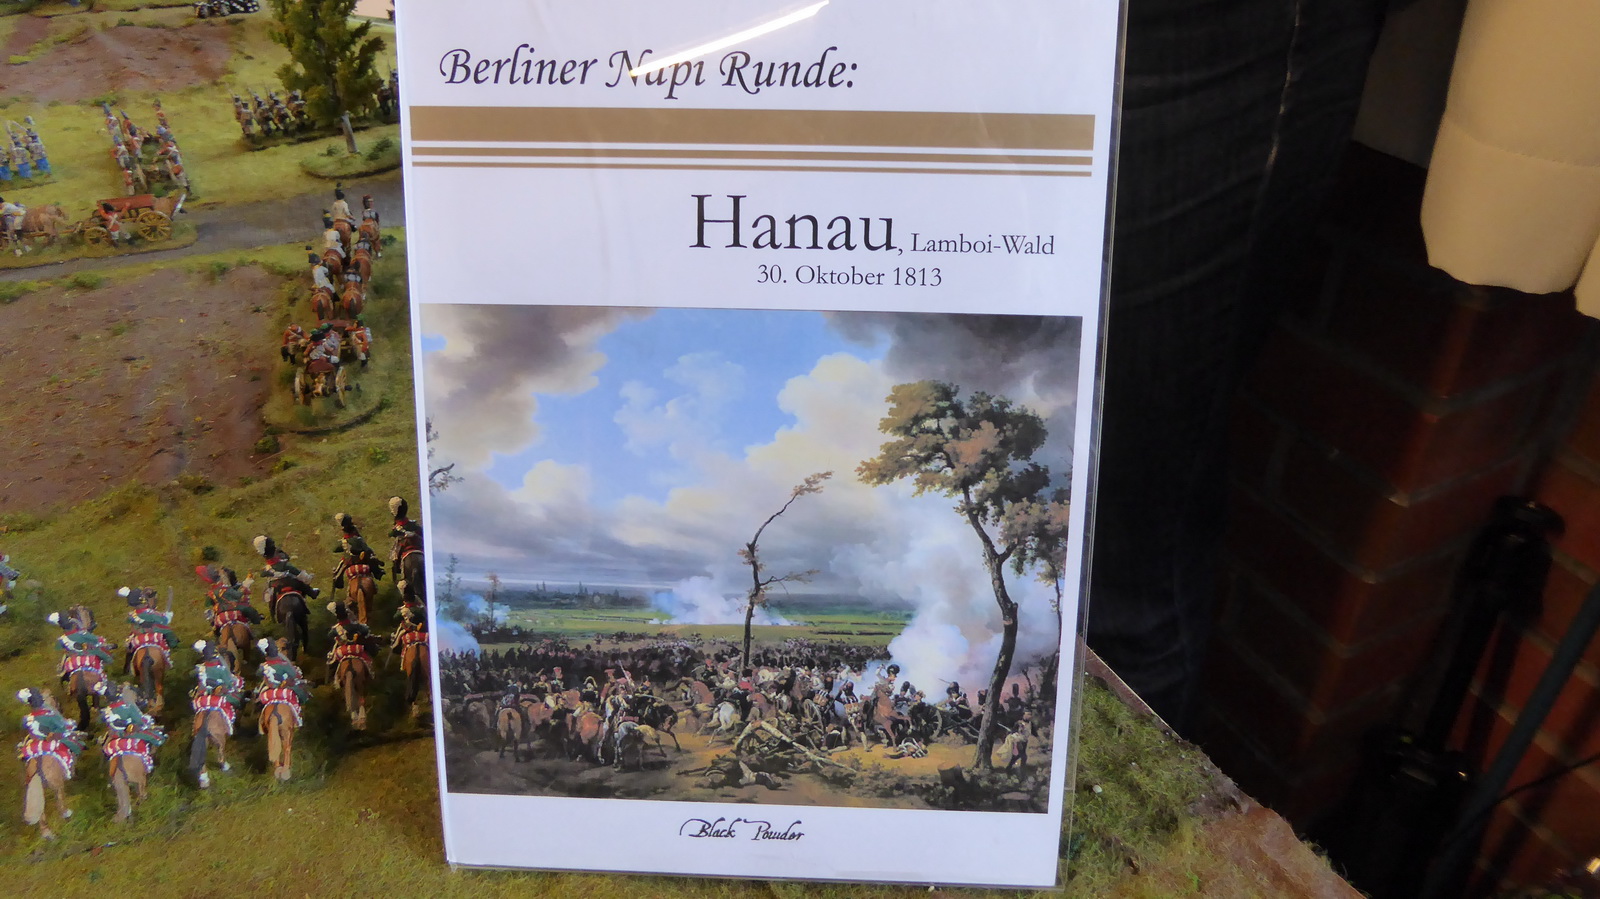 Berliner Napi Runde:
Hanau, Lamboi-Wald
30. Oktober 1813
Black Powder